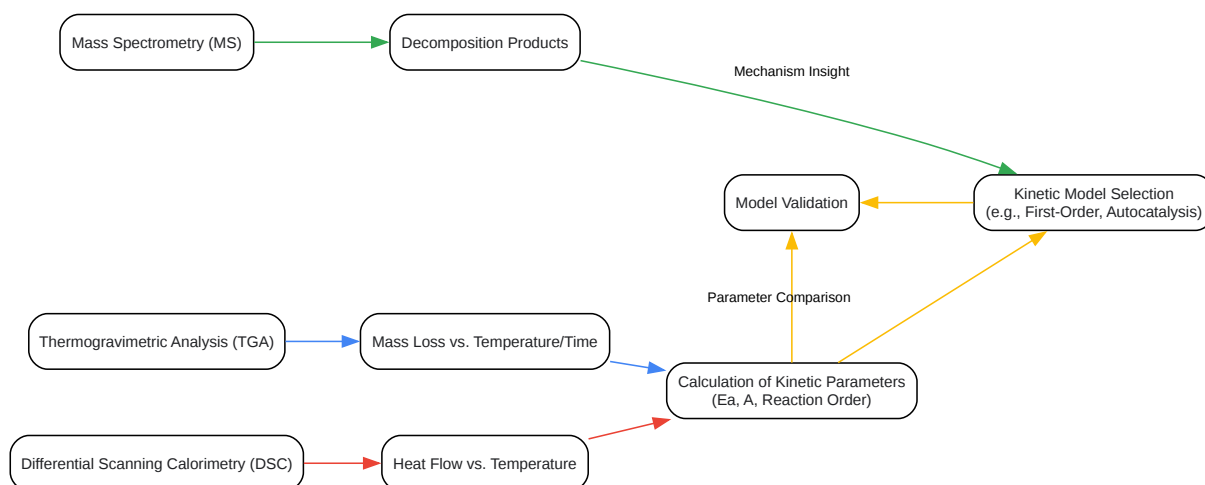 Mass Spectrometry (MS)
Decomposition Products
Mechanism Insight
Model Validation
Kinetic Model Selection
(e.g., First-Order, Autocatalysis)
Parameter Comparison
Thermogravimetric Analysis (TGA)
Mass Loss vs. Temperature/Time
Calculation of Kinetic Parameters
(Ea, A, Reaction Order)
Differential Scanning Calorimetry (DSC)
Heat Flow vs. Temperature